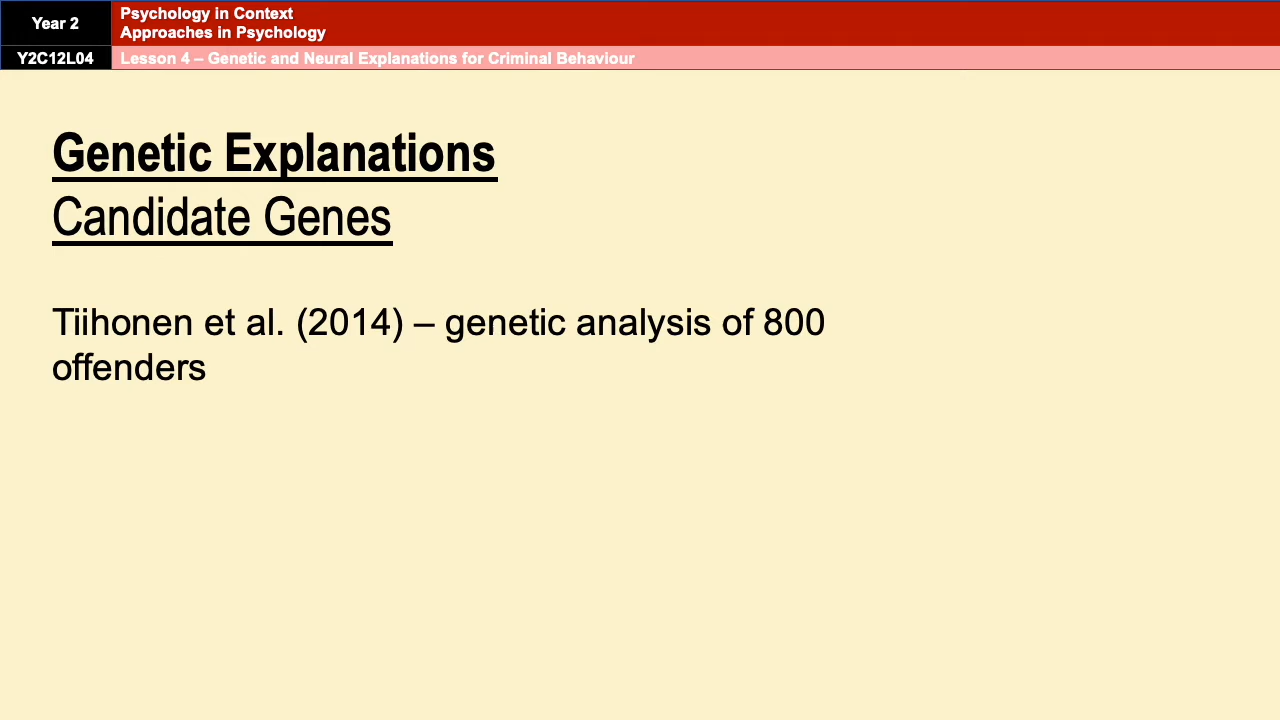 Year 2
Psychology in Context
Approaches in Psychology
Y2C12L04
Lesson 4 – Genetic and Neural Explanations for Criminal Behaviour
Genetic Explanations
Candidate Genes
Tiihonen et al. (2014) – genetic analysis of 800
offenders